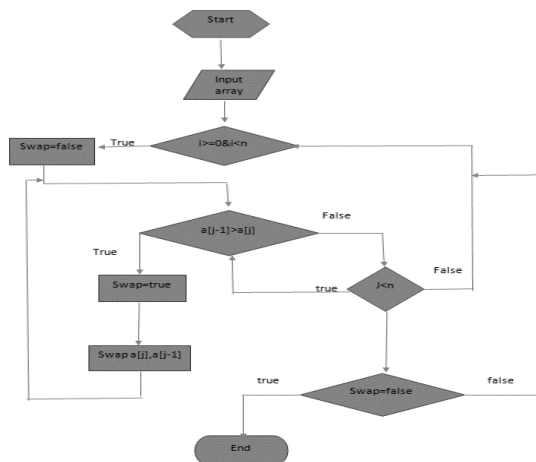 Start
Input
array
i>=0&i<n
True
Swap=false
a[j-1]>a[j]
False
True
Swap=true
J<n
true
False
Swap a[j],a[j-1]
Swap=false
true
false
End